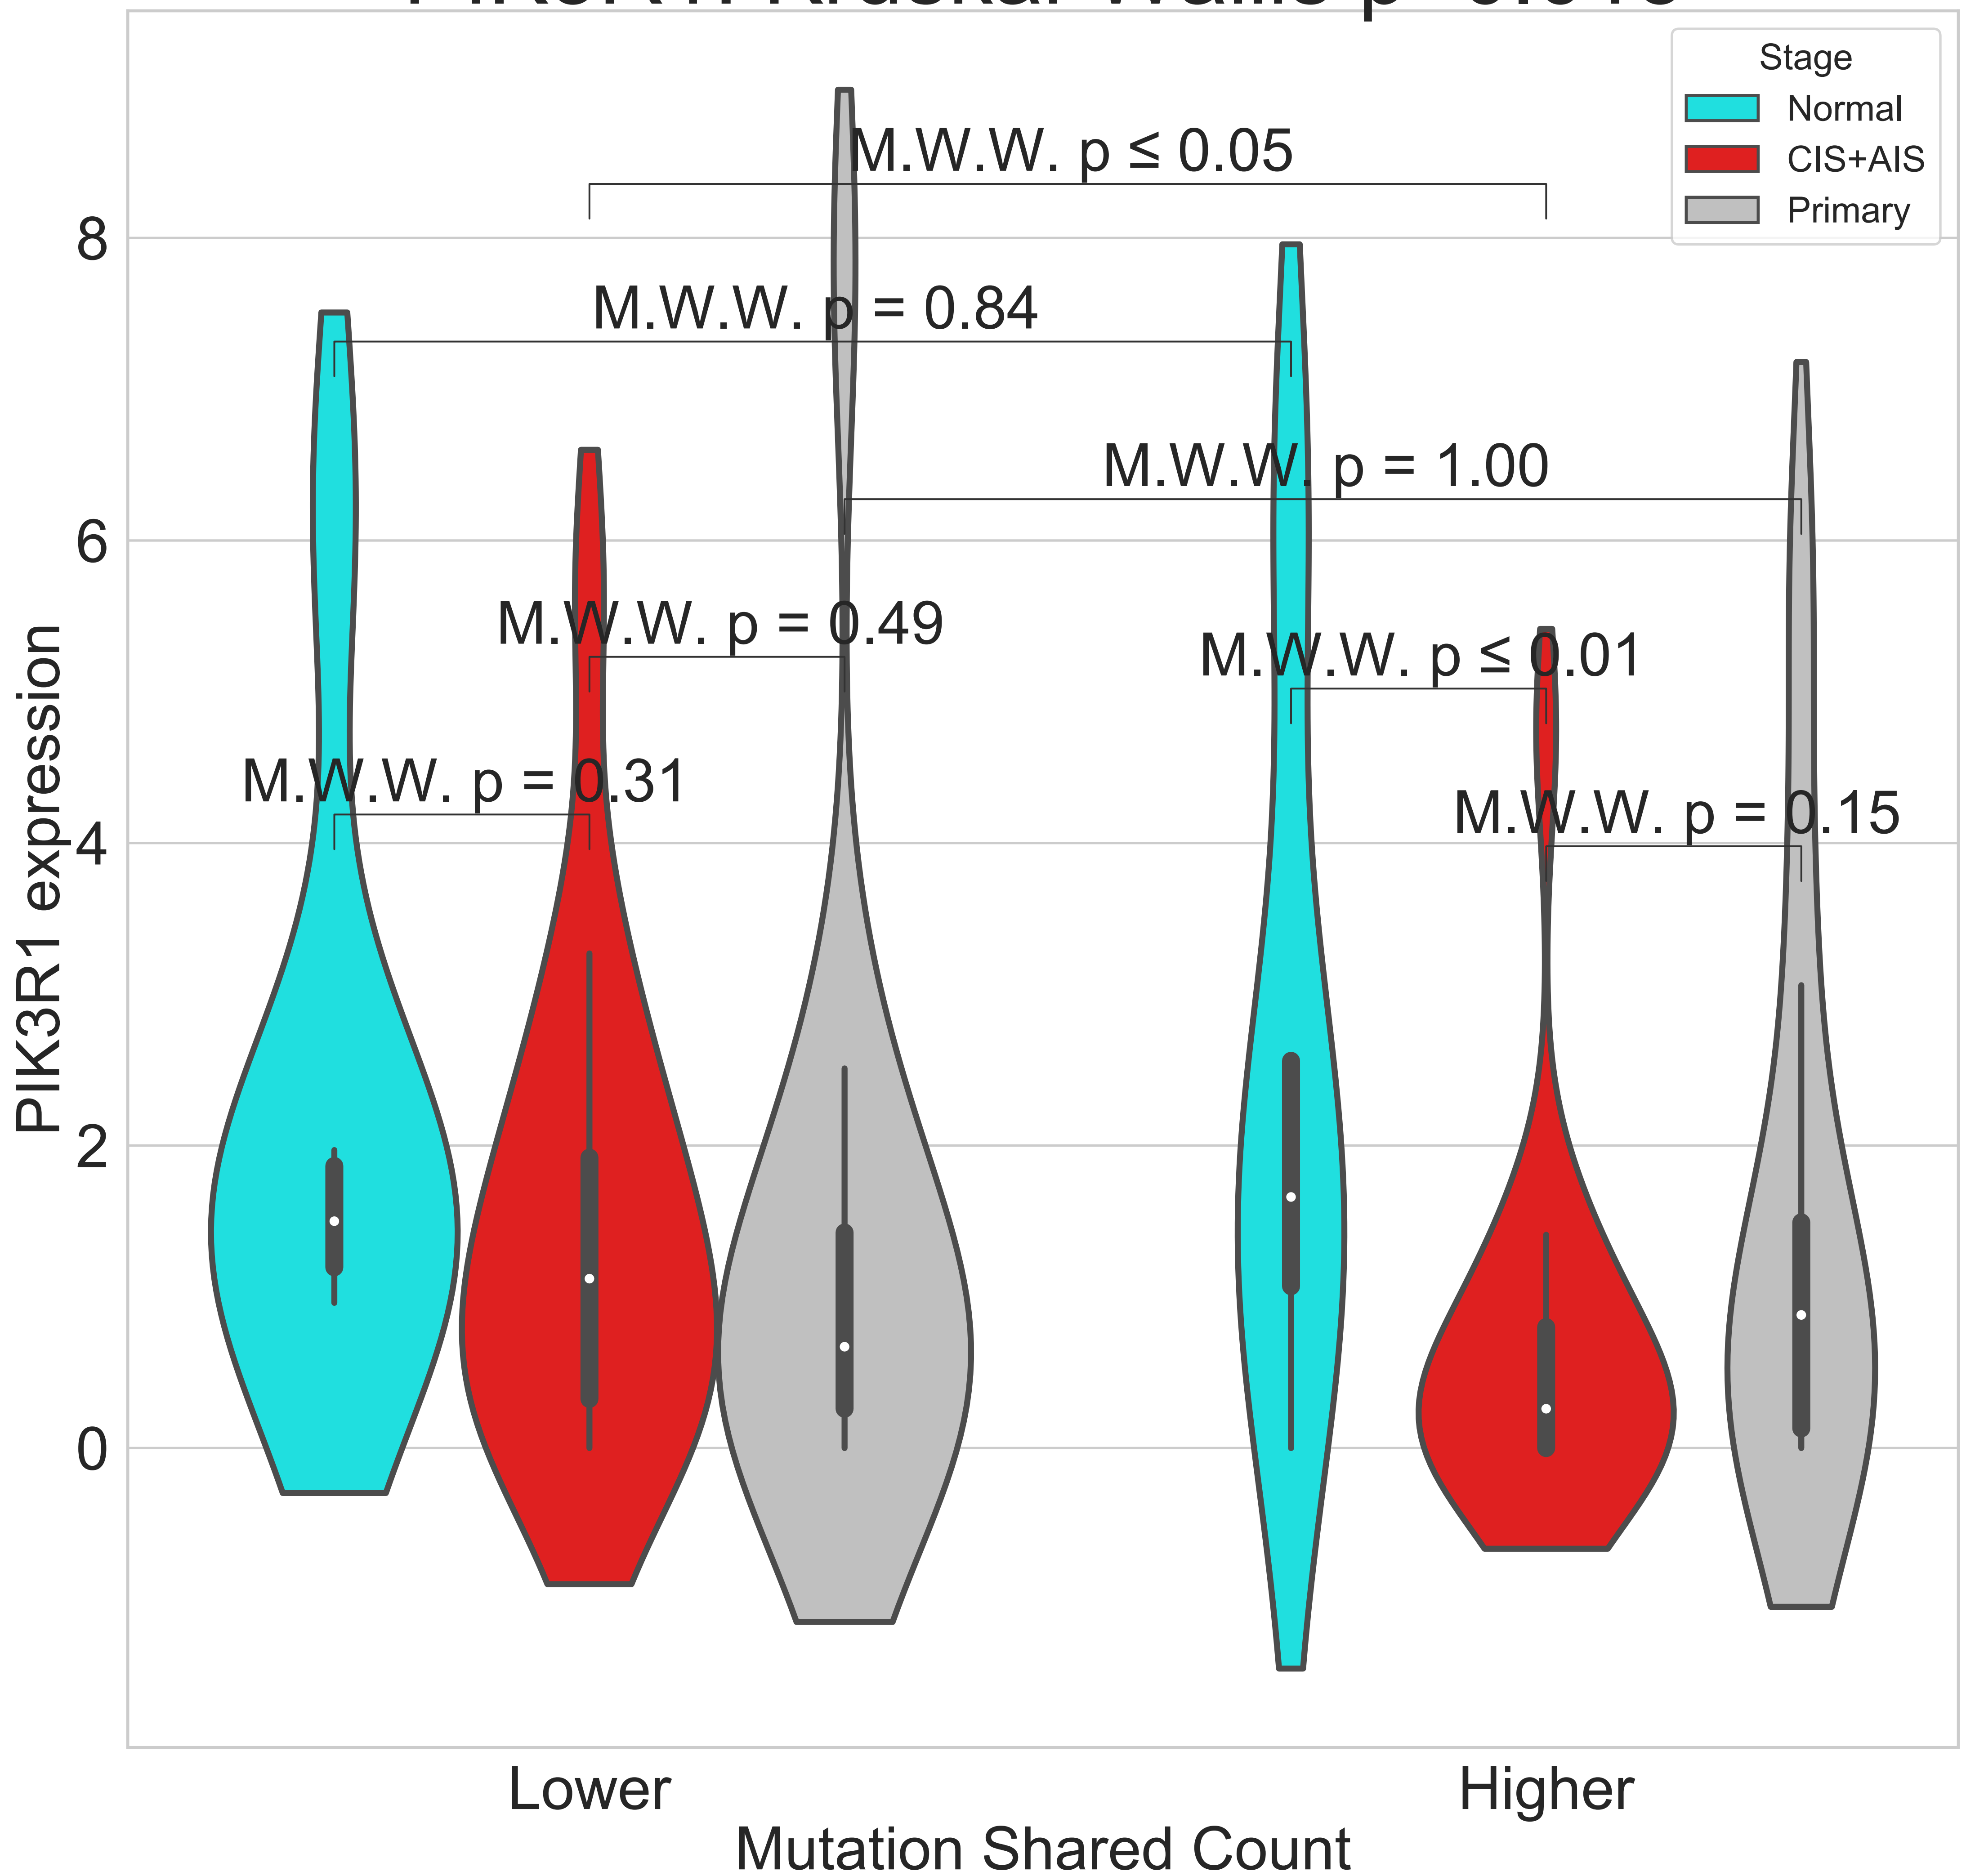 Stage
Normal
CIS+AIS
Primary
M.W.W. p ≤ 0.05
M.W.W. p = 0.84
M.W.W. p = 1.00
M.W.W. p = 0.49
M.W.W. p ≤ 0.01
M.W.W. p = 0.31
M.W.W. p = 0.15
8
6
4
2
0
PIK3R1 expression
Lower
Higher
Mutation Shared Count